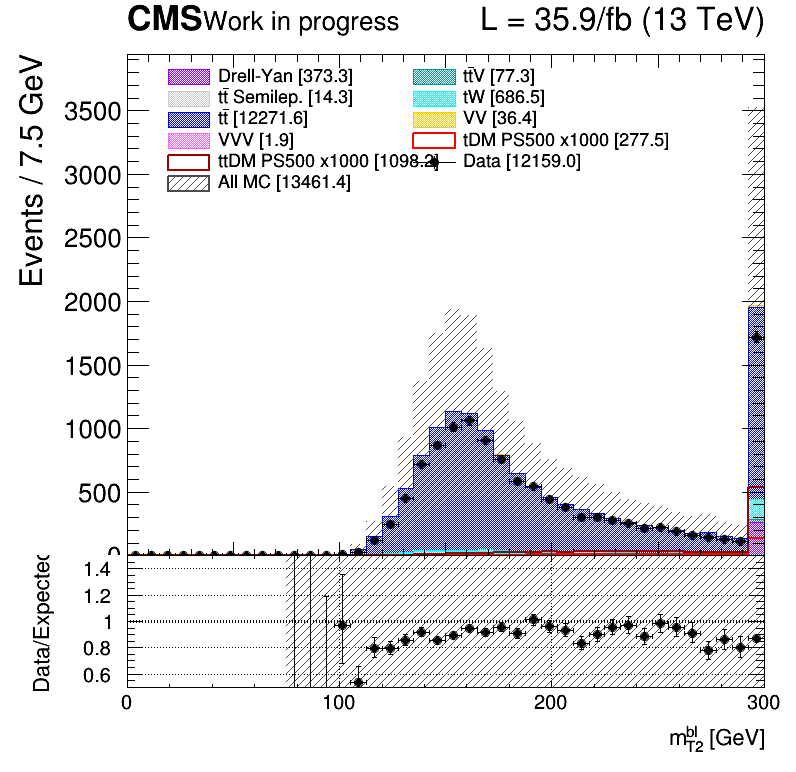 CMS Work in progress L = 35.9/fb (13 TeV)
Events / 7.5 GeV
Drell-Yan [373.3] tt̄V [77.3]
tt̄ Semilep. [14.3] tW [686.5]
tt̄ [12271.6] VV [36.4]
VVV [1.9] tDM PS500 x1000 [277.5]
ttDM PS500 x1000 [1098.2] Data [12159.0]
All MC [13461.4]
3500
3000
2500
2000
1500
1000
500
0
Data/Expected
1.4
1.2
1
0.8
0.6
0 100 200 300
m_{T2}^{bl} [GeV]